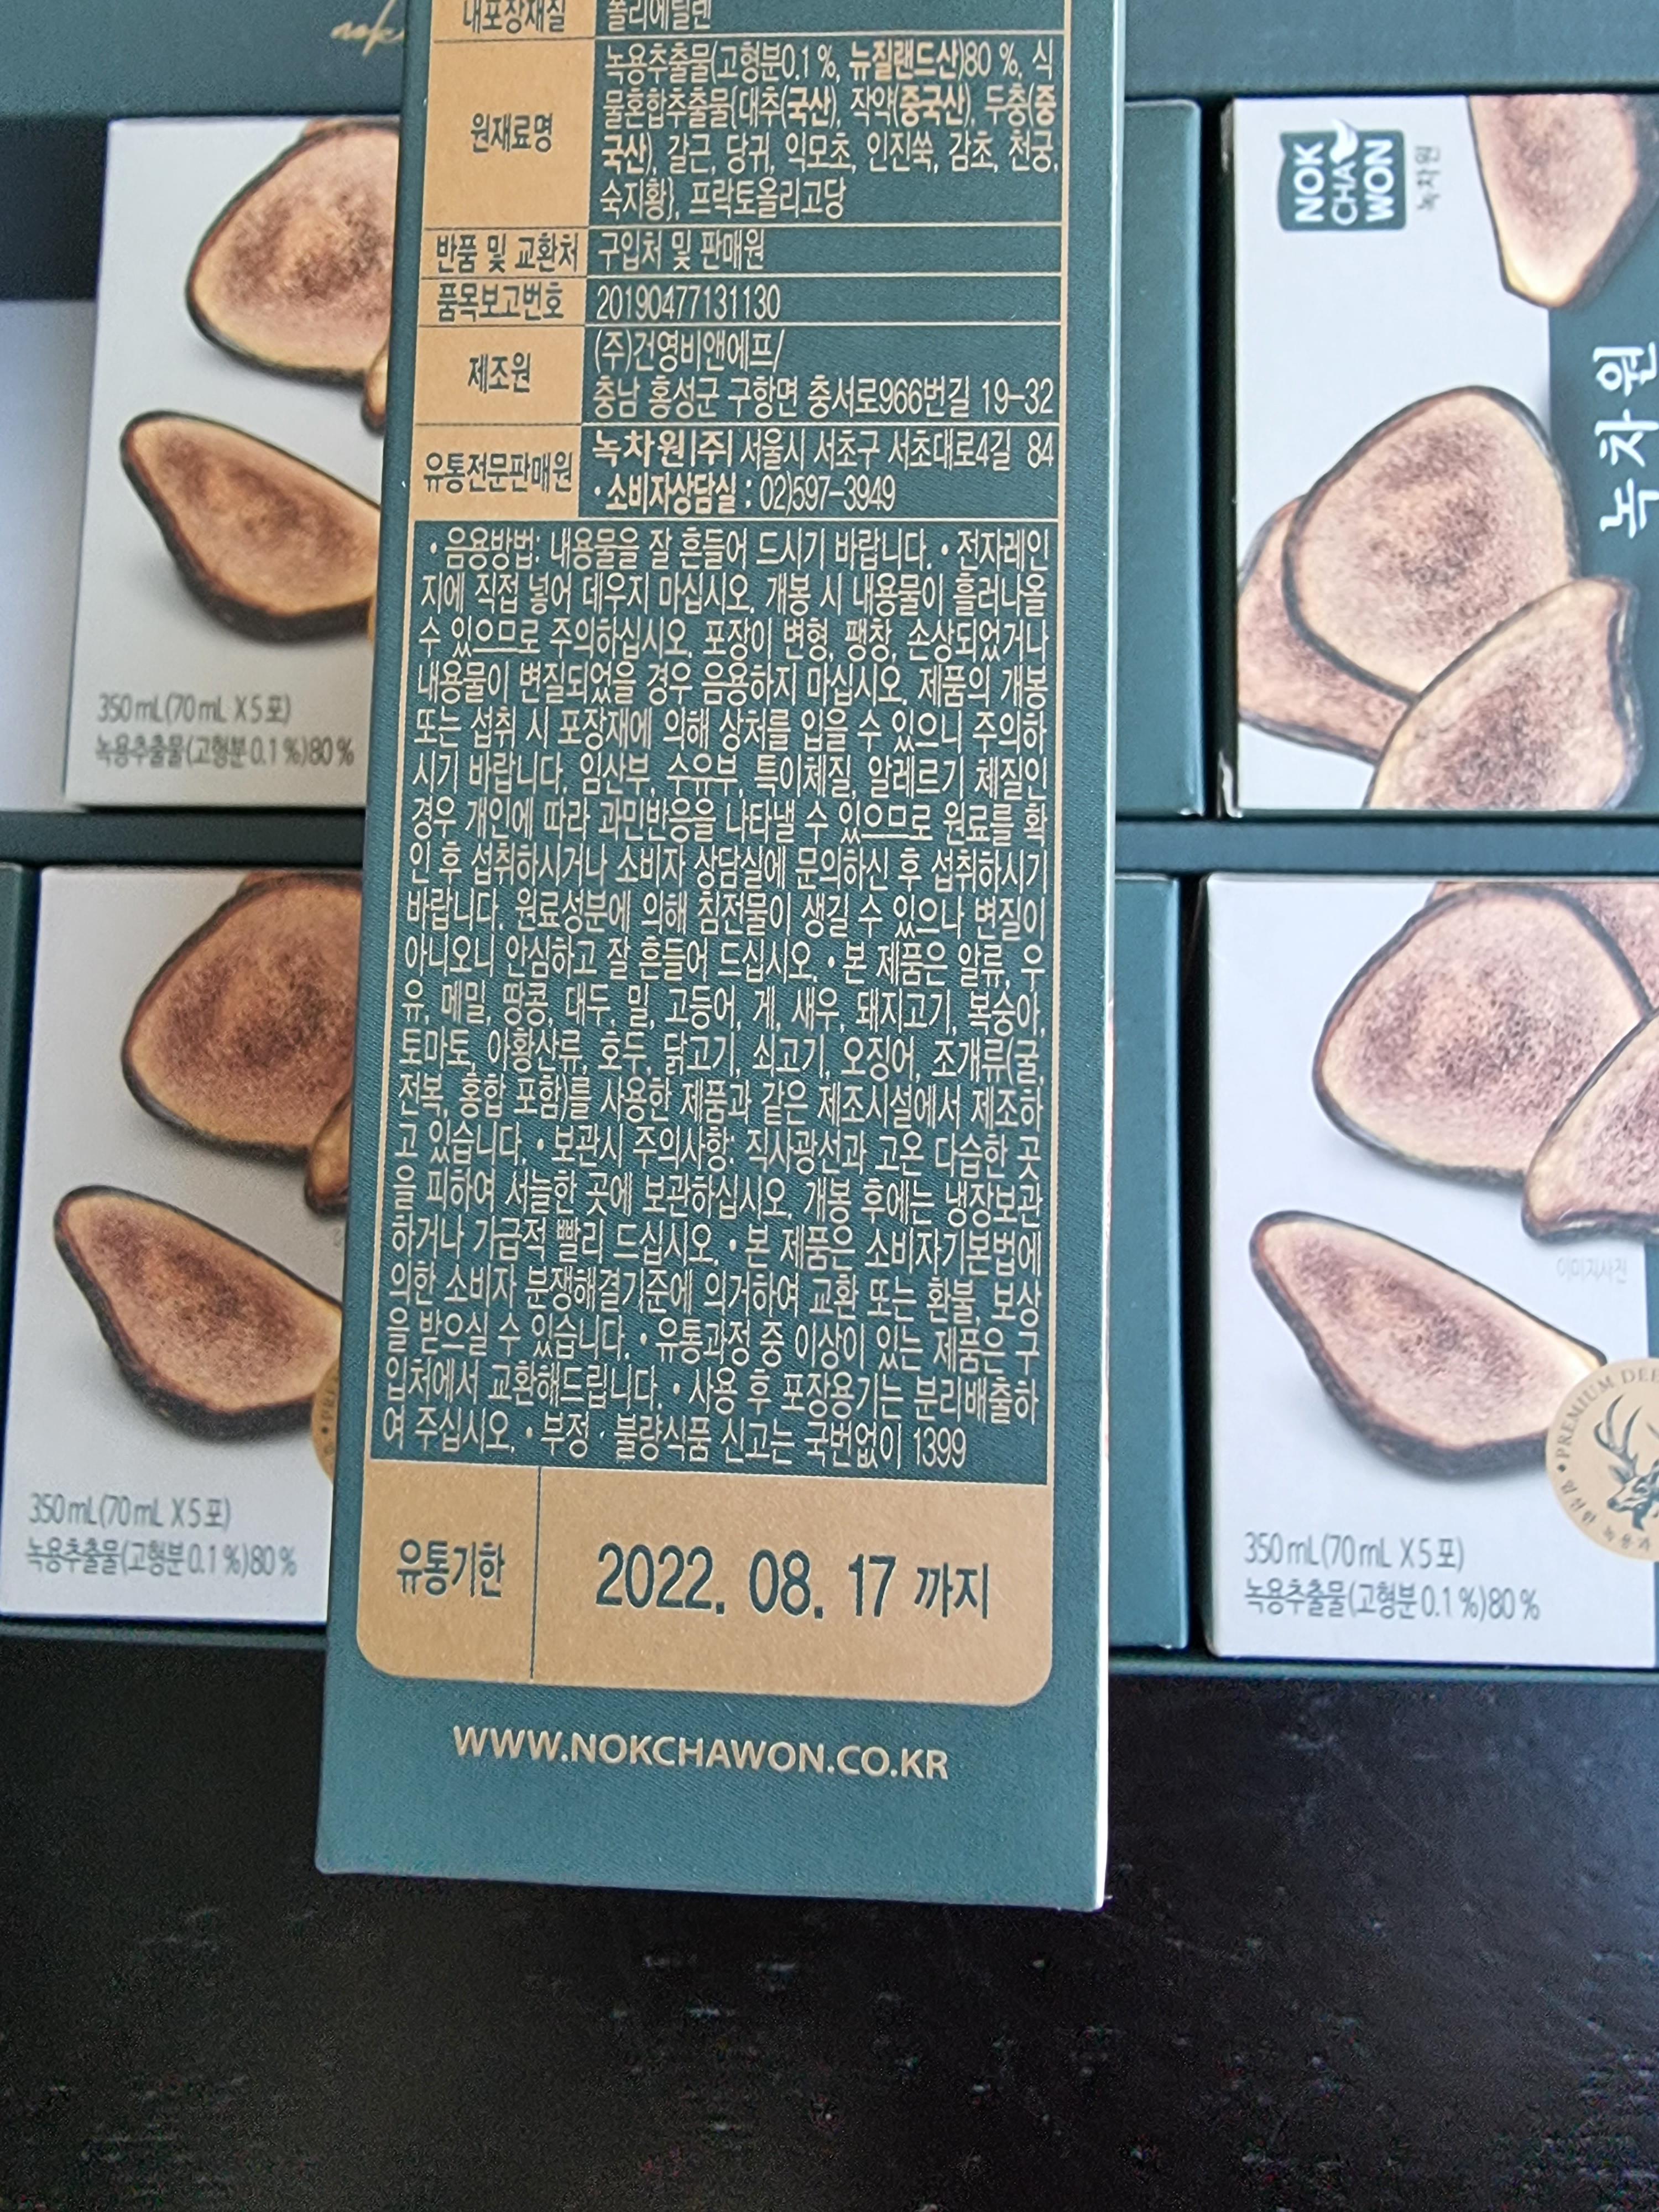 내포장재질 폴리에틸렌
원재료명
녹용추출물(고형분0.1 %, 뉴질랜드산)80 %, 식
물혼합추출물{대추(국산), 작약(중국산), 두충(중
국산), 갈근, 당귀, 익모초, 인진쑥, 감초, 천궁,
숙지황}, 프락토올리고당
반품 및 교환처 구입처 및 판매원
품목보고번호 20190477131130
제조원
(주)건영비앤에프/
충남 홍성군 구항면 충서로966번길 19-32
유통전문판매원
녹차원|주| 서울시 서초구 서초대로4길 84
• 소비자상담실 : 02)597-3949
• 음용방법: 내용물을 잘 흔들어 드시기 바랍니다. • 전자레인
지에 직접 넣어 데우지 마십시오. 개봉 시 내용물이 흘러나올
수 있으므로 주의하십시오. 포장이 변형, 팽창, 손상되었거나
내용물이 변질되었을 경우 음용하지 마십시오. 제품의 개봉
또는 섭취 시 포장재에 의해 상처를 입을 수 있으니 주의하
시기 바랍니다. 임산부, 수유부, 특이체질, 알레르기 체질인
경우 개인에 따라 과민반응을 나타낼 수 있으므로 원료를 확
인 후 섭취하시거나 소비자 상담실에 문의하신 후 섭취하시기
바랍니다. 원료성분에 의해 침전물이 생길 수 있으나 변질이
아니오니 안심하고 잘 흔들어 드십시오. • 본 제품은 알류, 우
유, 메밀, 땅콩, 대두, 밀, 고등어, 게, 새우, 돼지고기, 복숭아,
토마토, 아황산류, 호두, 닭고기, 쇠고기, 오징어, 조개류(굴,
전복, 홍합 포함)를 사용한 제품과 같은 제조시설에서 제조하
고 있습니다. • 보관시 주의사항: 직사광선과 고온 다습한 곳
을 피하여 서늘한 곳에 보관하십시오. 개봉 후에는 냉장보관
하거나 가급적 빨리 드십시오. • 본 제품은 소비자기본법에
의한 소비자 분쟁해결기준에 의거하여 교환 또는 환불, 보상
을 받으실 수 있습니다. • 유통과정 중 이상이 있는 제품은 구
입처에서 교환해드립니다. • 사용 후 포장용기는 분리배출하
여 주십시오. • 부정 · 불량식품 신고는 국번없이 1399
유통기한 2022. 08. 17 까지
WWW.NOKCHAWON.CO.KR
350 mL (70 mL X 5 포)
녹용추출물 (고형분 0.1 %) 80 %
350 mL (70 mL X 5 포)
녹용추출물 (고형분 0.1 %) 80 %
NOK
CHA
WON
녹차원
녹차원
이미지사진
PREMIUM DEE
350 mL (70 mL X 5 포)
녹용추출물 (고형분 0.1 %) 80 %